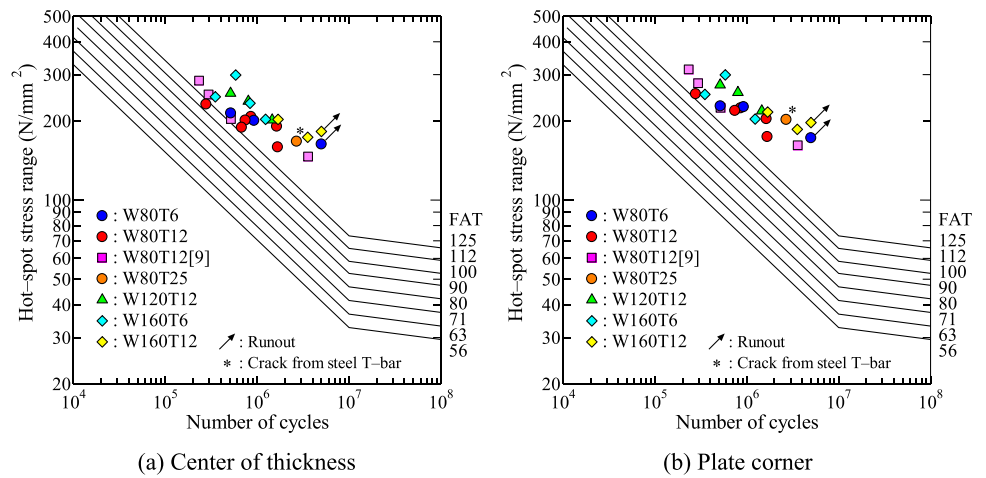 500
400
300
200
100
90
80
70
60
50
40
30
20
Hot–spot stress range (N/mm 2)
: W80T6
: W80T12
: W80T12[9]
: W80T25
: W120T12
: W160T6
: W160T12
: Runout
* : Crack from steel T–bar
*
FAT
125
112
100
90
80
71
63
56
10^4 10^5 10^6 10^7 10^8
Number of cycles
(a) Center of thickness
500
400
300
200
100
90
80
70
60
50
40
30
20
Hot–spot stress range (N/mm 2)
: W80T6
: W80T12
: W80T12[9]
: W80T25
: W120T12
: W160T6
: W160T12
: Runout
* : Crack from steel T–bar
*
FAT
125
112
100
90
80
71
63
56
10^4 10^5 10^6 10^7 10^8
Number of cycles
(b) Plate corner